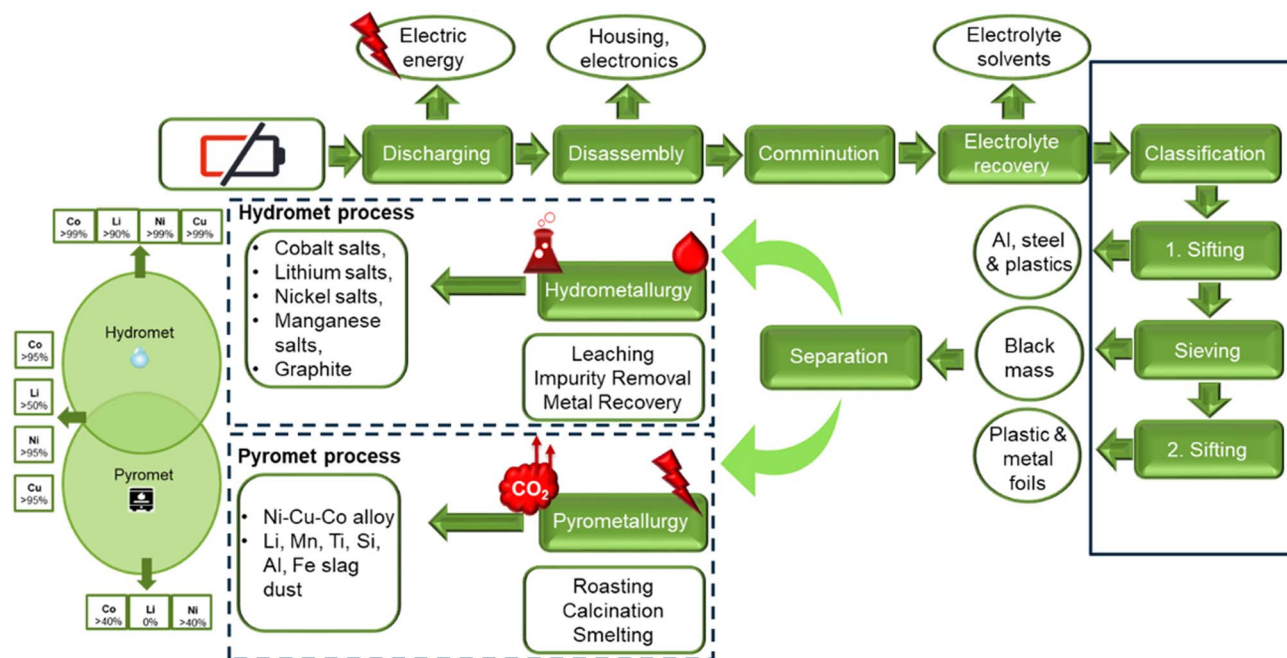 Electric
energy
Housing,
electronics
Electrolyte
solvents
Discharging
Disassembly
Comminution
Electrolyte
recovery
Classification
Hydromet process
Co
>99%
Li
>90%
Ni
>99%
Cu
>99%
• Cobalt salts,
• Lithium salts,
• Nickel salts,
• Manganese
salts,
• Graphite
Hydrometallurgy
Leaching
Impurity Removal
Metal Recovery
Al, steel
& plastics
1. Sifting
Separation
Black
mass
Sieving
Plastic &
metal
foils
2. Sifting
Hydromet
Co
>95%
Li
>50%
Ni
>95%
Cu
>95%
Pyromet
Co
>40%
Li
0%
Ni
>40%
Pyromet process
• Ni-Cu-Co alloy
• Li, Mn, Ti, Si,
Al, Fe slag
dust
CO2
Pyrometallurgy
Roasting
Calcination
Smelting